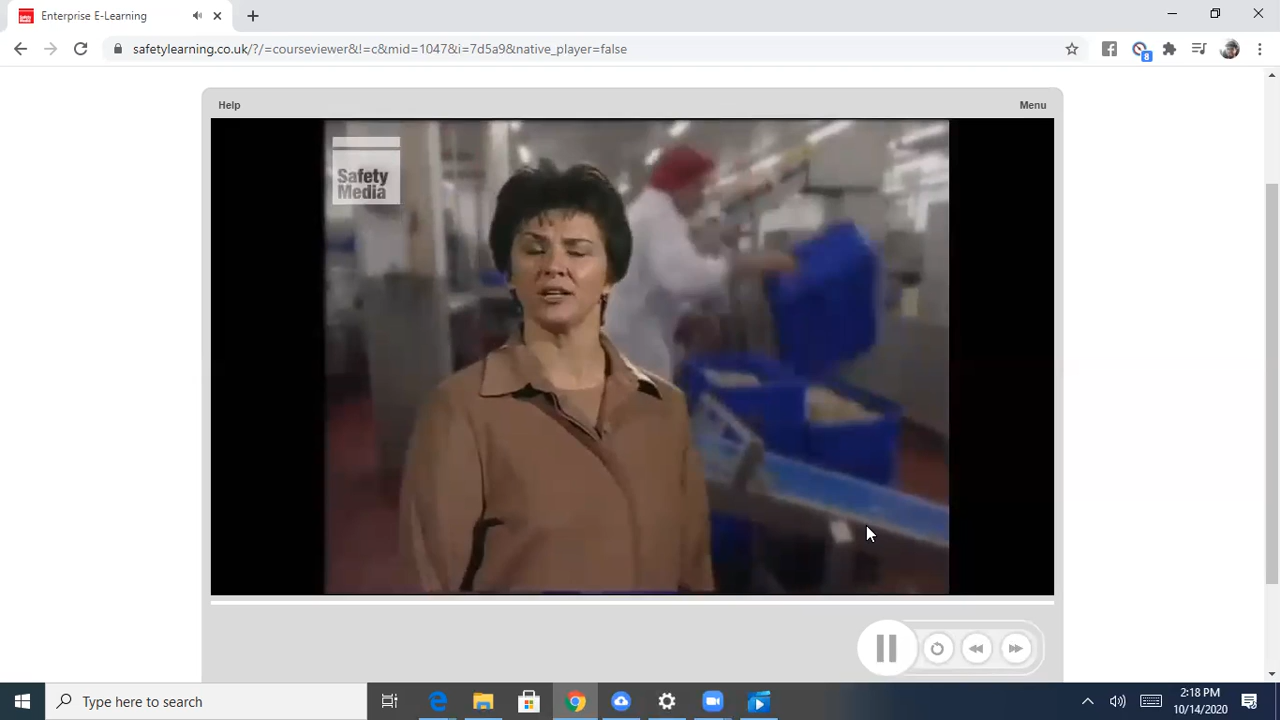 Enterprise E-Learning
safetylearning.co.uk/?/=courseviewer&!=c&mid=1047&i=7d5a9&native_player=false
8
Help
Menu
Safety
Media
Type here to search
2:18 PM
10/14/2020